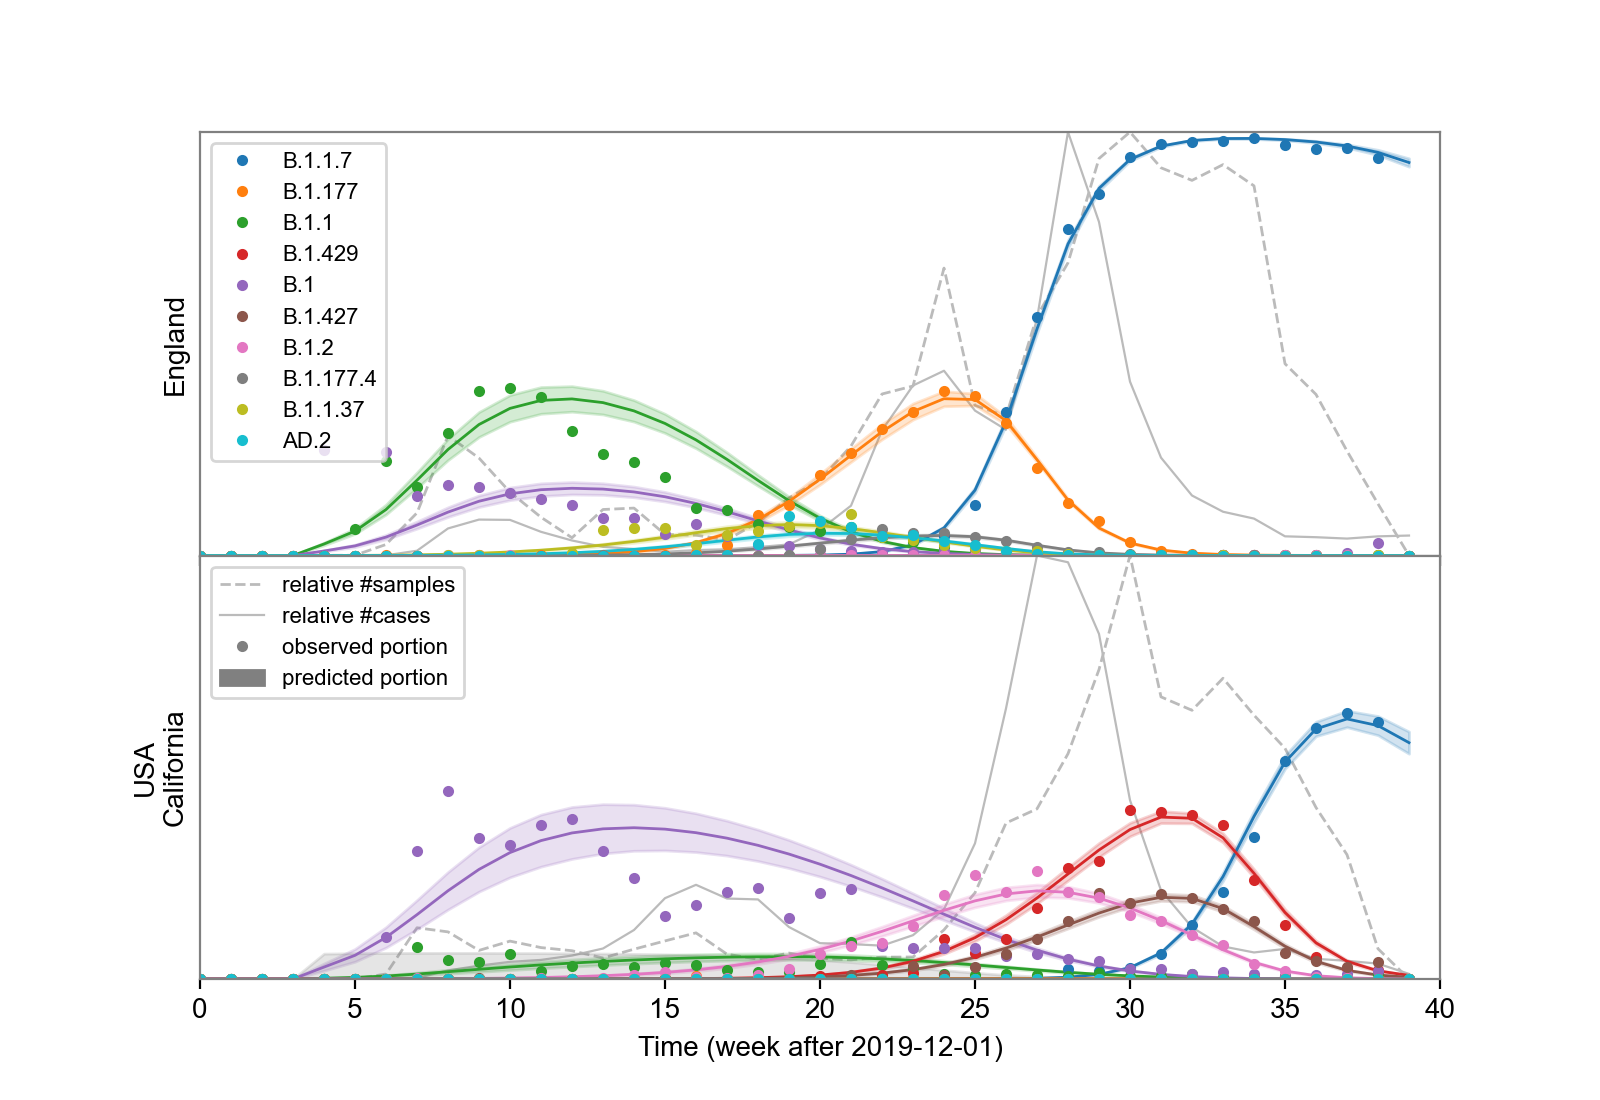 England
B.1.1.7
B.1.177
B.1.1
B.1.429
B.1
B.1.427
B.1.2
B.1.177.4
B.1.1.37
AD.2
USA
California
relative #samples
relative #cases
observed portion
predicted portion
0 5 10 15 20 25 30 35 40
Time (week after 2019-12-01)